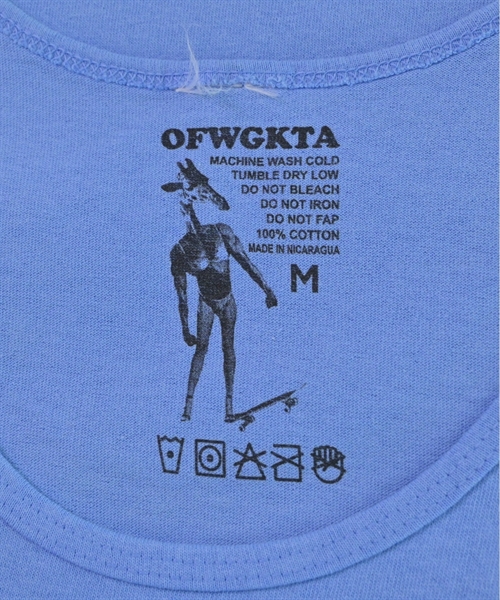 OFWGKTA
MACHINE WASH COLD
TUMBLE DRY LOW
DO NOT BLEACH
DO NOT IRON
DO NOT FAP
100% COTTON
MADE IN NICARAGUA
M